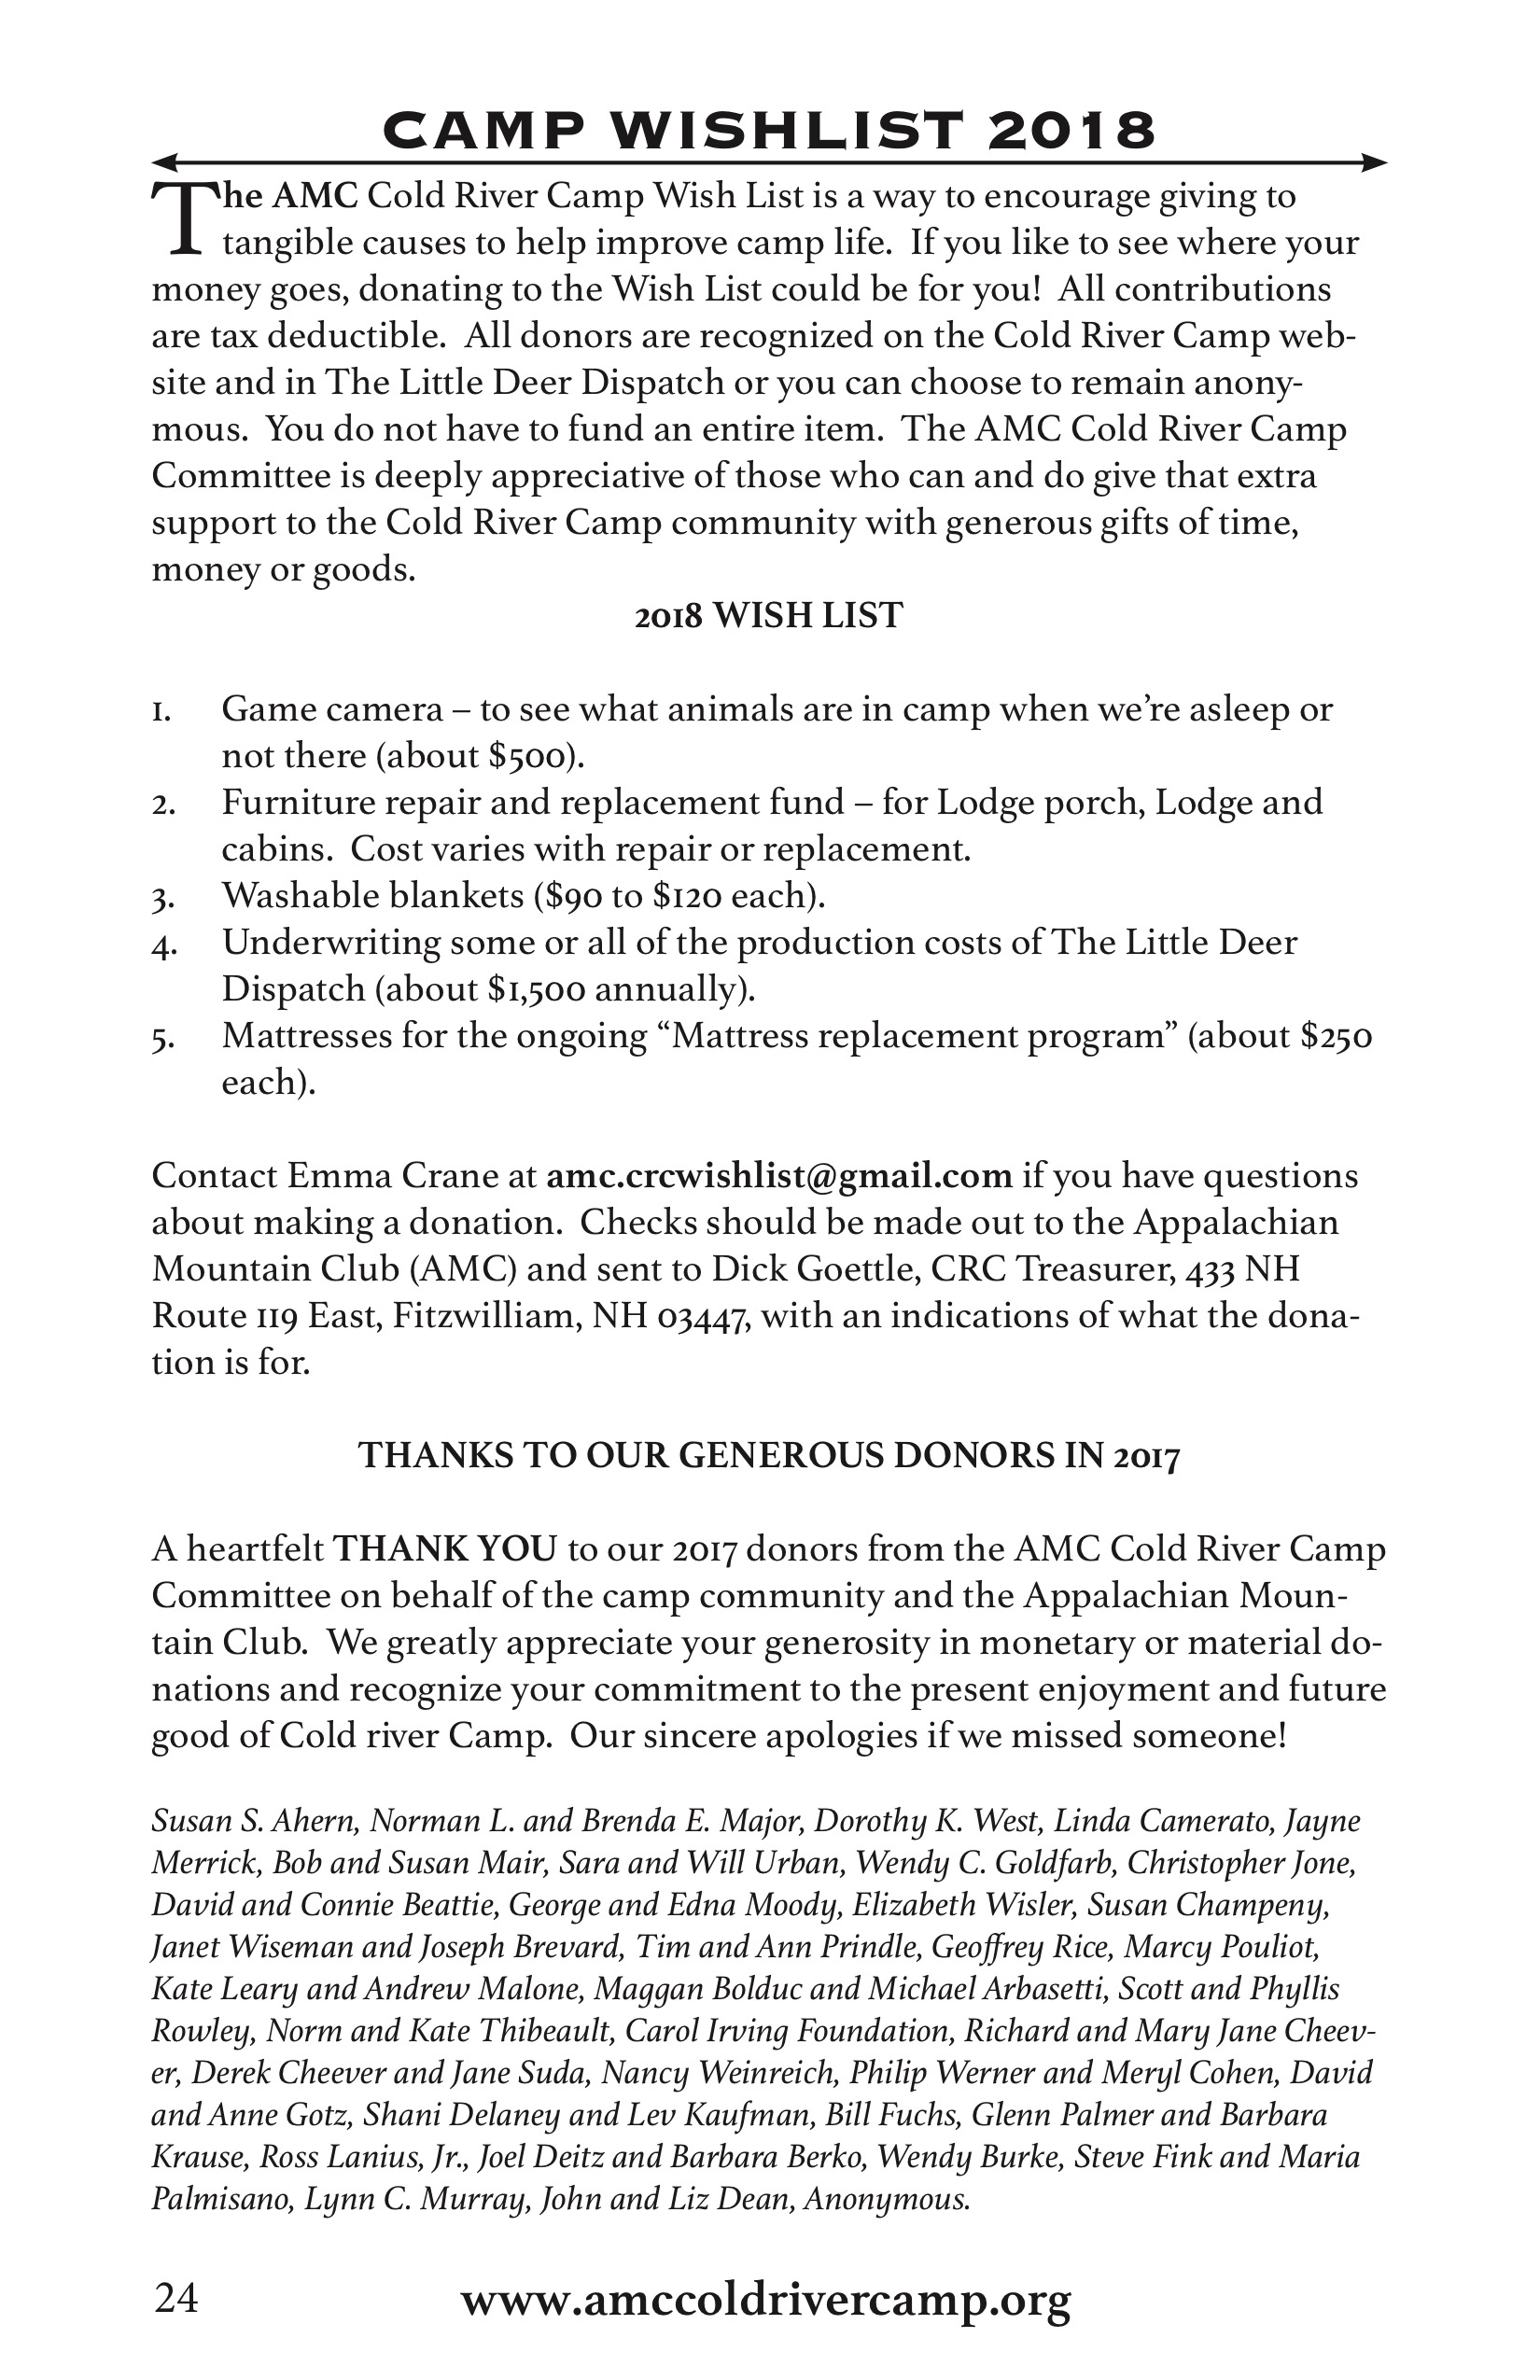 CAMP WISHLIST 2018
The AMC Cold River Camp Wish List is a way to encourage giving to
tangible causes to help improve camp life.  If you like to see where your
money goes, donating to the Wish List could be for you!  All contributions
are tax deductible.  All donors are recognized on the Cold River Camp web-
site and in The Little Deer Dispatch or you can choose to remain anony-
mous.  You do not have to fund an entire item.  The AMC Cold River Camp
Committee is deeply appreciative of those who can and do give that extra
support to the Cold River Camp community with generous gifts of time,
money or goods.
2018 WISH LIST
1. Game camera – to see what animals are in camp when we’re asleep or
not there (about $500).
2. Furniture repair and replacement fund – for Lodge porch, Lodge and
cabins.  Cost varies with repair or replacement.
3. Washable blankets ($90 to $120 each).
4. Underwriting some or all of the production costs of The Little Deer
Dispatch (about $1,500 annually).
5. Mattresses for the ongoing “Mattress replacement program” (about $250
each).
Contact Emma Crane at amc.crcwishlist@gmail.com if you have questions
about making a donation.  Checks should be made out to the Appalachian
Mountain Club (AMC) and sent to Dick Goettle, CRC Treasurer, 433 NH
Route 119 East, Fitzwilliam, NH 03447, with an indications of what the dona-
tion is for.
THANKS TO OUR GENEROUS DONORS IN 2017
A heartfelt THANK YOU to our 2017 donors from the AMC Cold River Camp
Committee on behalf of the camp community and the Appalachian Moun-
tain Club.  We greatly appreciate your generosity in monetary or material do-
nations and recognize your commitment to the present enjoyment and future
good of Cold river Camp.  Our sincere apologies if we missed someone!
Susan S. Ahern, Norman L. and Brenda E. Major, Dorothy K. West, Linda Camerato, Jayne
Merrick, Bob and Susan Mair, Sara and Will Urban, Wendy C. Goldfarb, Christopher Jone,
David and Connie Beattie, George and Edna Moody, Elizabeth Wisler, Susan Champeny,
Janet Wiseman and Joseph Brevard, Tim and Ann Prindle, Geoffrey Rice, Marcy Pouliot,
Kate Leary and Andrew Malone, Maggan Bolduc and Michael Arbasetti, Scott and Phyllis
Rowley, Norm and Kate Thibeault, Carol Irving Foundation, Richard and Mary Jane Cheev-
er, Derek Cheever and Jane Suda, Nancy Weinreich, Philip Werner and Meryl Cohen, David
and Anne Gotz, Shani Delaney and Lev Kaufman, Bill Fuchs, Glenn Palmer and Barbara
Krause, Ross Lanius, Jr., Joel Deitz and Barbara Berko, Wendy Burke, Steve Fink and Maria
Palmisano, Lynn C. Murray, John and Liz Dean, Anonymous.
24 www.amccoldrivercamp.org